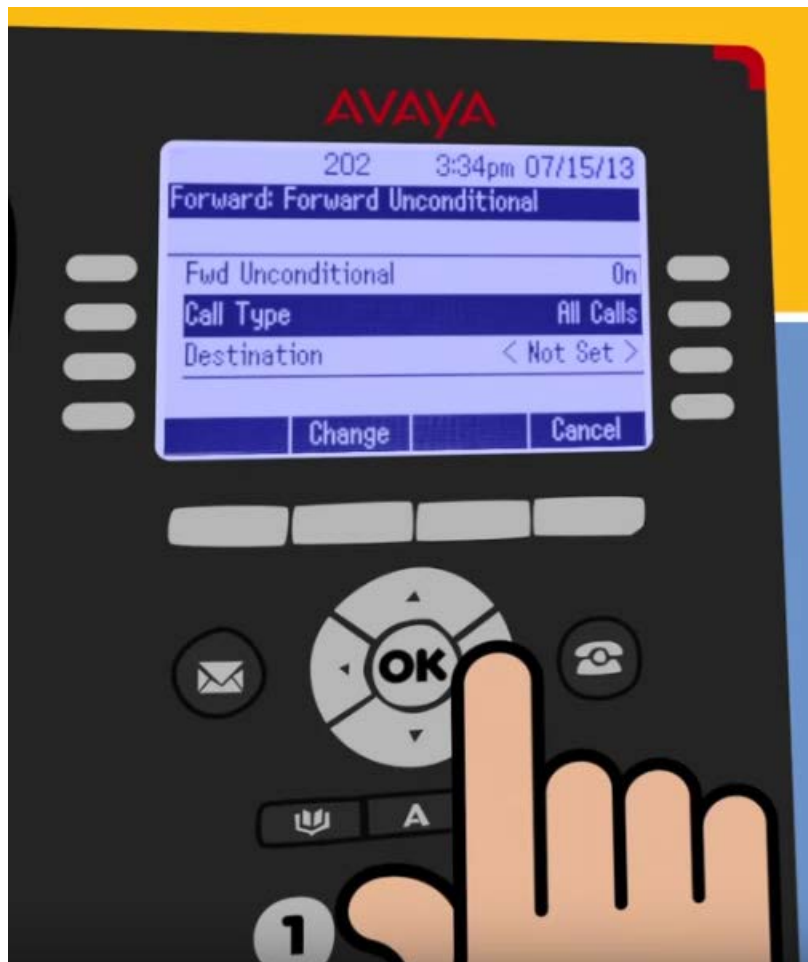 AVAYA
202 3:34pm 07/15/13
Forward: Forward Unconditional
Fwd Unconditional On
Call Type All Calls
Destination < Not Set >
Change Cancel
OK
A
1